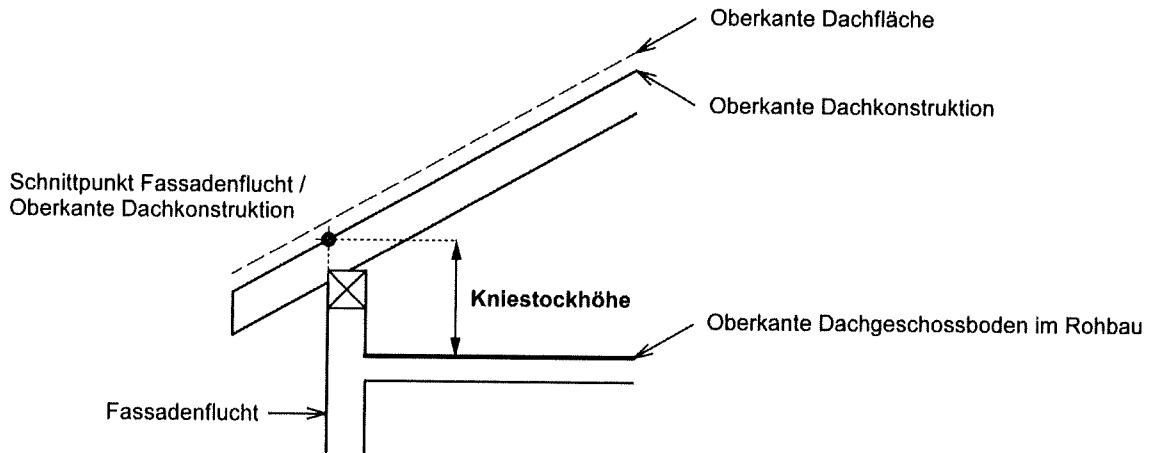 Oberkante Dachfläche
Oberkante Dachkonstruktion
Schnittpunkt Fassadenflucht /
Oberkante Dachkonstruktion
Kniestockhöhe
Oberkante Dachgeschossboden im Rohbau
Fassadenflucht